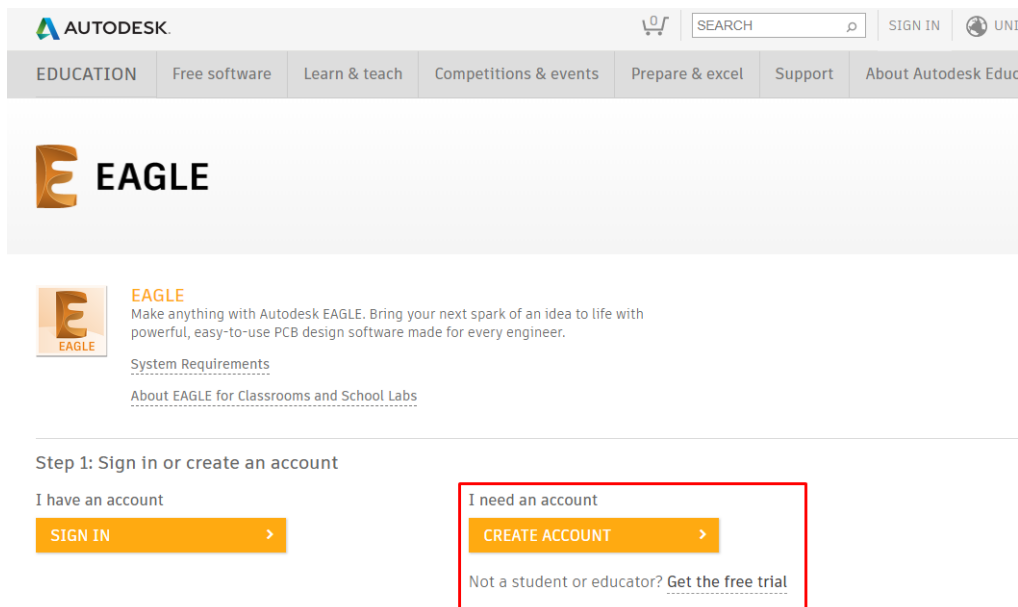 AUTODESK.
0
SEARCH
SIGN IN
UNI
EDUCATION
Free software
Learn & teach
Competitions & events
Prepare & excel
Support
About Autodesk Educ
EAGLE
EAGLE
EAGLE
Make anything with Autodesk EAGLE. Bring your next spark of an idea to life with
powerful, easy-to-use PCB design software made for every engineer.
System Requirements
About EAGLE for Classrooms and School Labs
Step 1: Sign in or create an account
I have an account
SIGN IN
I need an account
CREATE ACCOUNT
Not a student or educator? Get the free trial